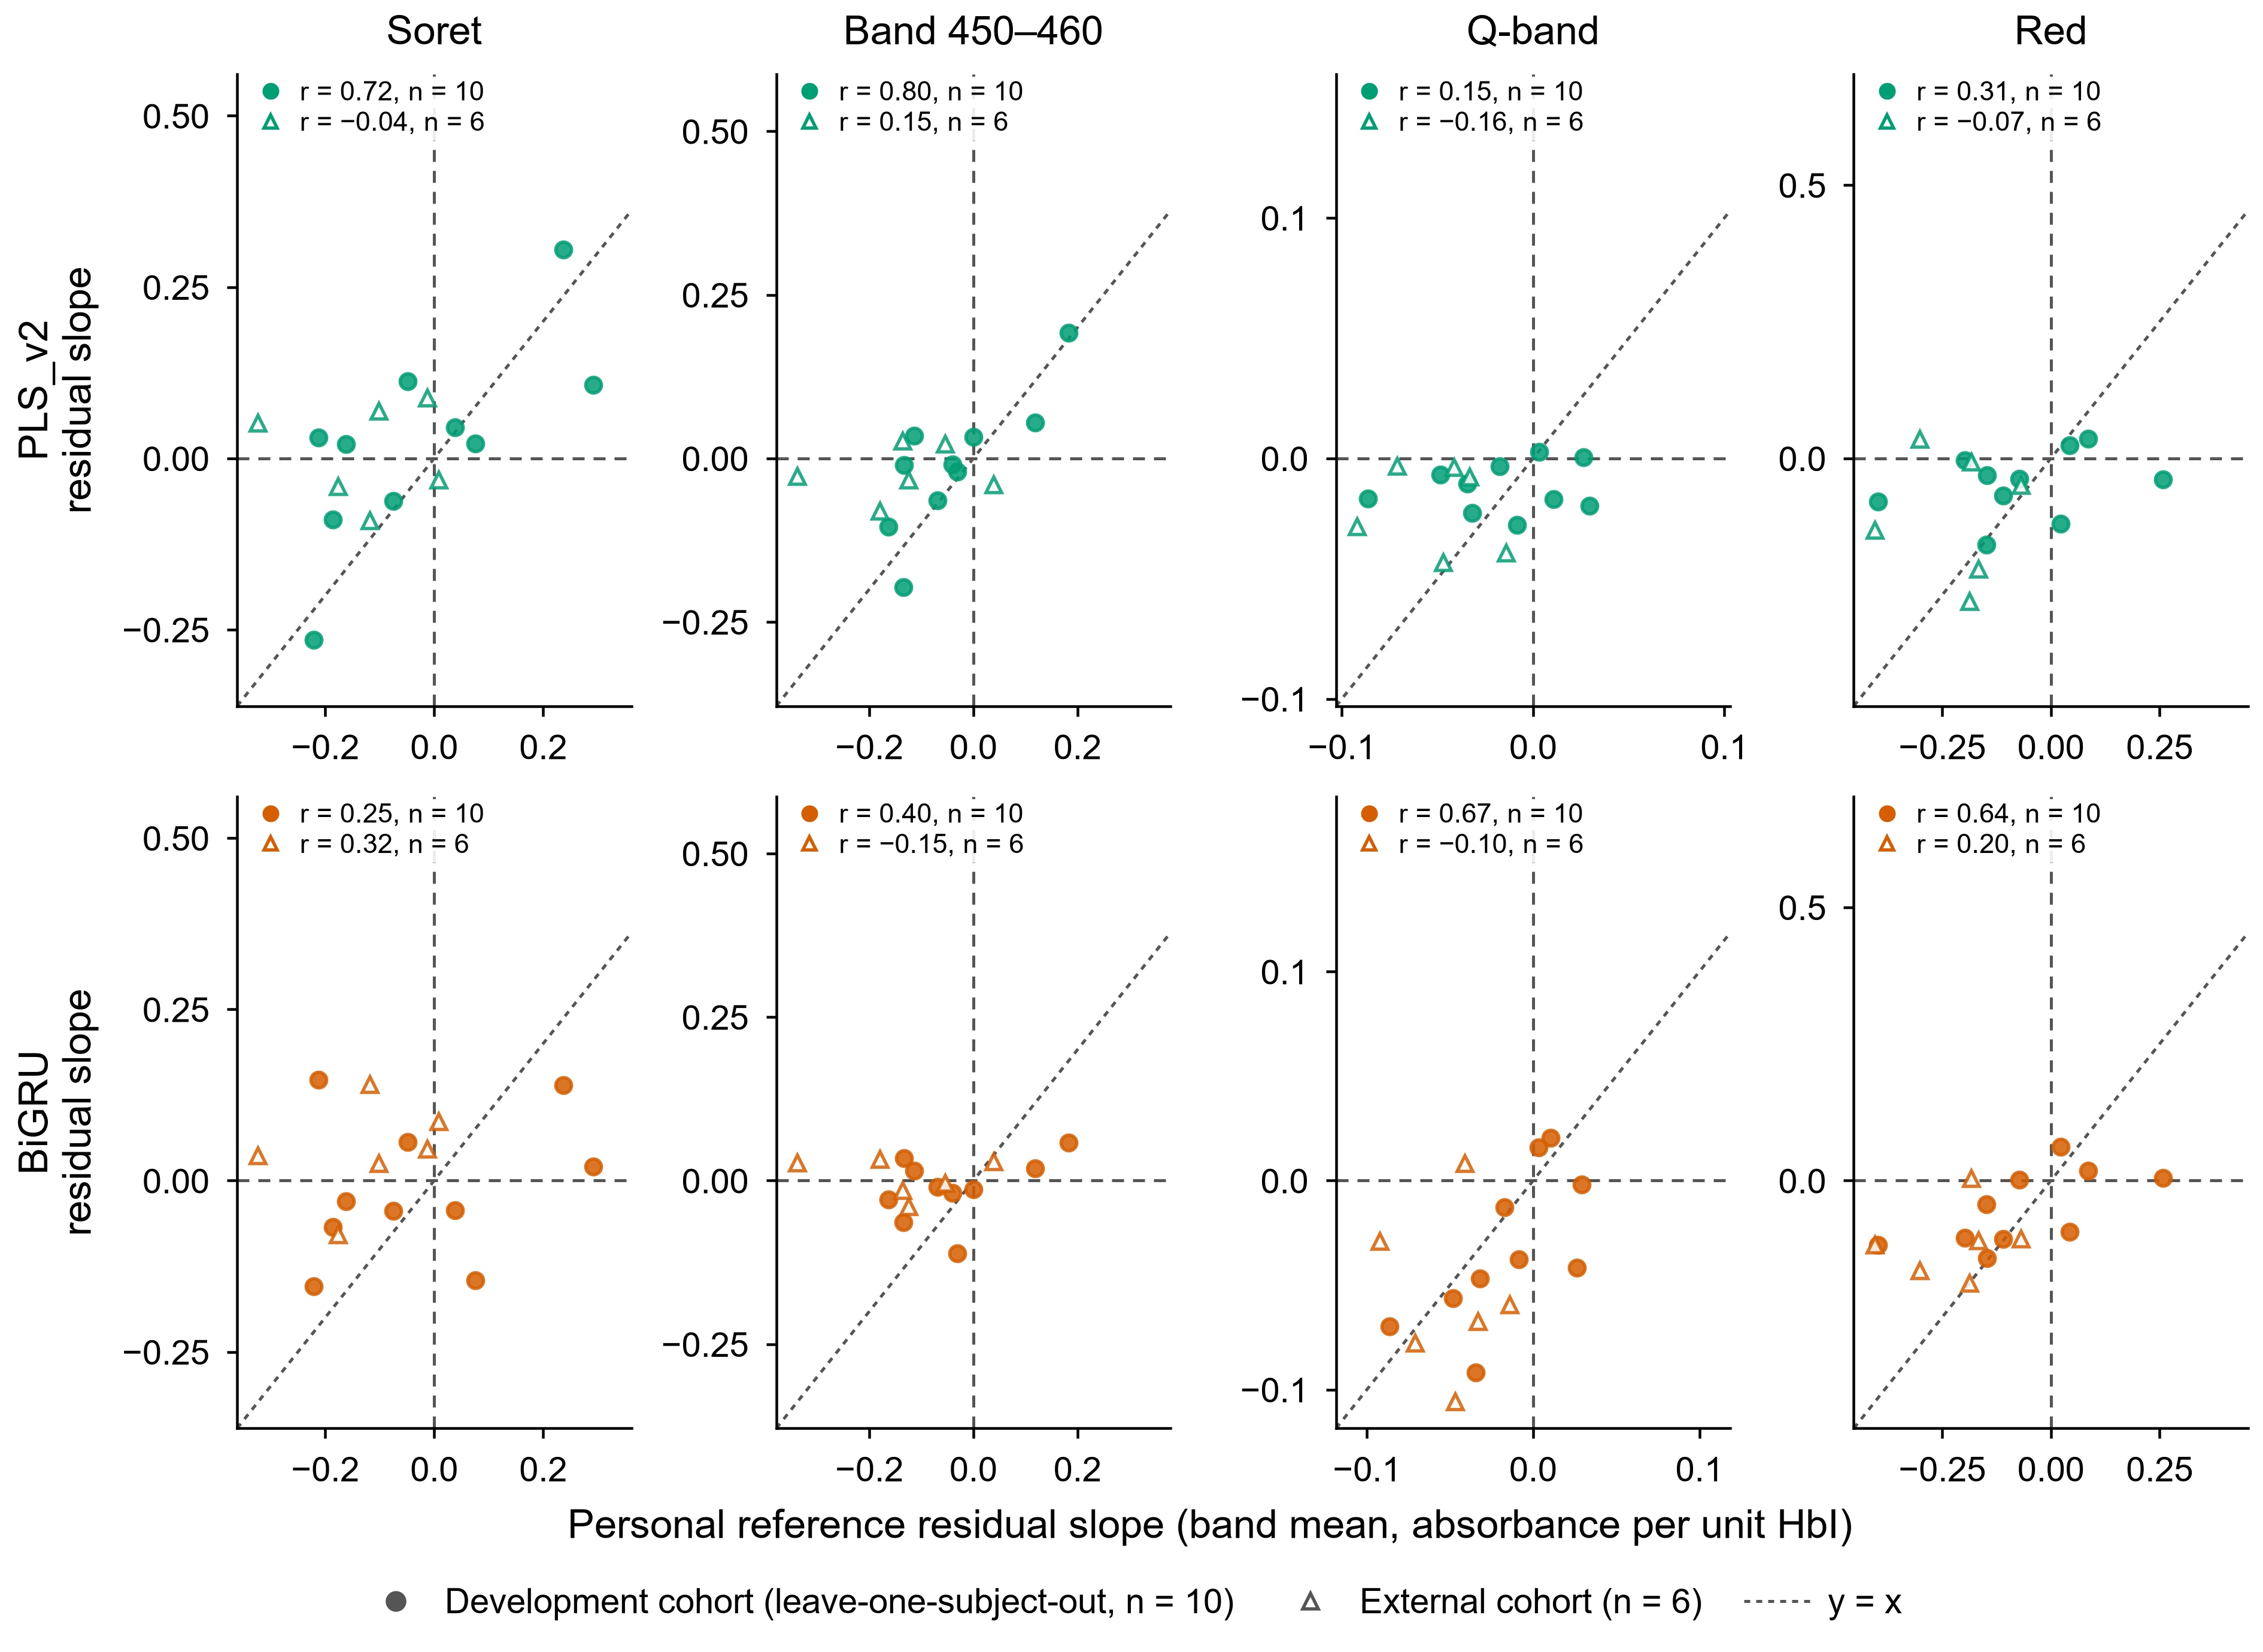 Soret
Band 450–460
Q-band
Red
r = 0.72, n = 10
r = −0.04, n = 6
r = 0.80, n = 10
r = 0.15, n = 6
r = 0.15, n = 10
r = −0.16, n = 6
r = 0.31, n = 10
r = −0.07, n = 6
PLS_v2
residual slope
0.50
0.25
0.00
−0.25
−0.2 0.0 0.2
0.50
0.25
0.00
−0.25
−0.2 0.0 0.2
0.1
0.0
−0.1
−0.1 0.0 0.1
0.5
0.0
−0.25 0.00 0.25
r = 0.25, n = 10
r = 0.32, n = 6
r = 0.40, n = 10
r = −0.15, n = 6
r = 0.67, n = 10
r = −0.10, n = 6
r = 0.64, n = 10
r = 0.20, n = 6
BiGRU
residual slope
0.50
0.25
0.00
−0.25
−0.2 0.0 0.2
0.50
0.25
0.00
−0.25
−0.2 0.0 0.2
0.1
0.0
−0.1
−0.1 0.0 0.1
0.5
0.0
−0.25 0.00 0.25
Personal reference residual slope (band mean, absorbance per unit HbI)
Development cohort (leave-one-subject-out, n = 10)
External cohort (n = 6)
y = x